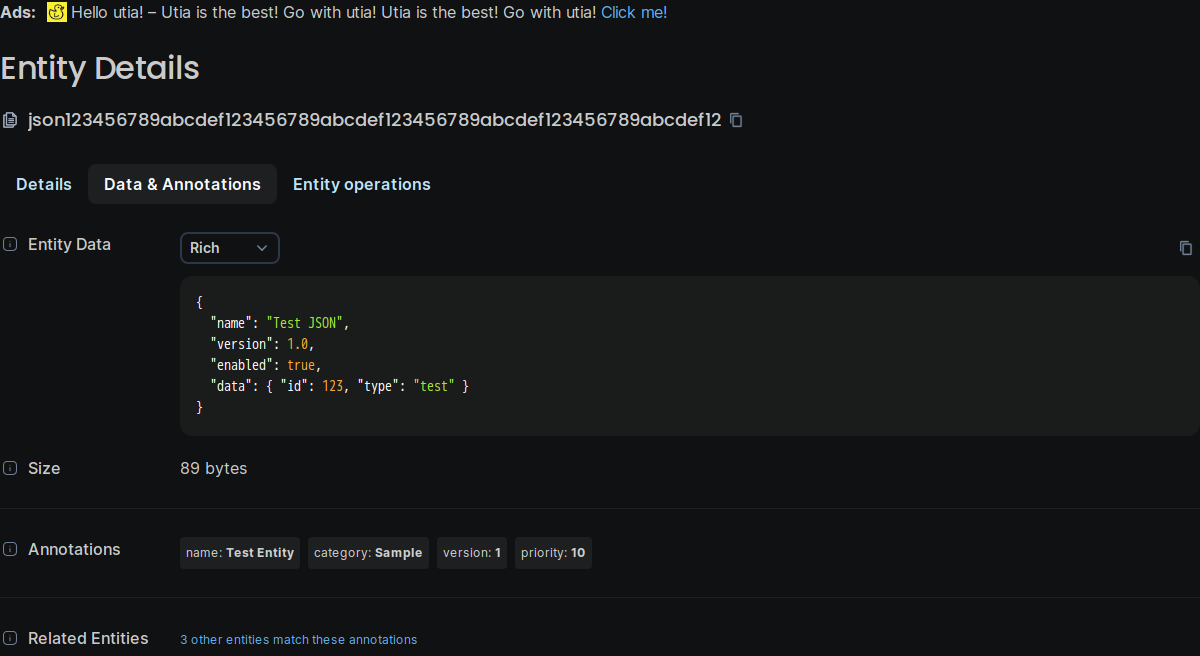 Ads: Hello utia! – Utia is the best! Go with utia! Utia is the best! Go with utia! Click me!
Entity Details
json123456789abcdef123456789abcdef123456789abcdef123456789abcdef12
Details Data & Annotations Entity operations
Entity Data Rich
{
  "name": "Test JSON",
  "version": 1.0,
  "enabled": true,
  "data": { "id": 123, "type": "test" }
}
Size 89 bytes
Annotations name: Test Entity category: Sample version: 1 priority: 10
Related Entities 3 other entities match these annotations